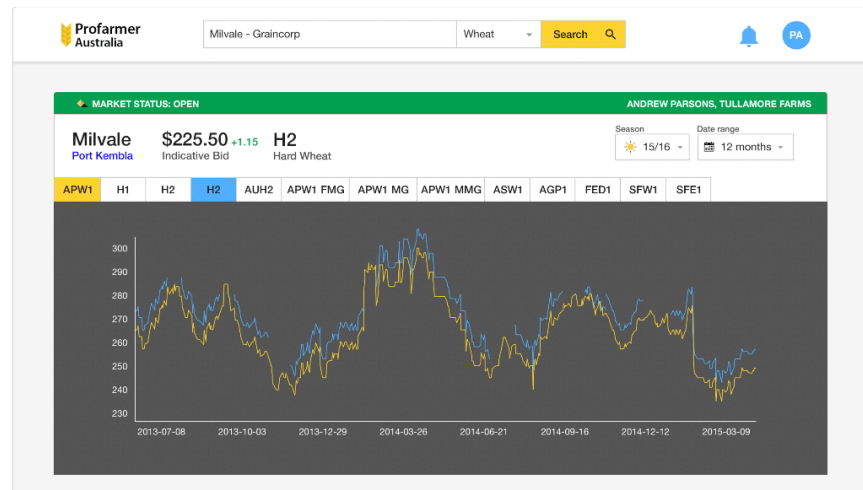 Profarmer
Australia
Milvale - Graincorp
Wheat
Search
PA
MARKET STATUS: OPEN
ANDREW PARSONS, TULLAMORE FARMS
Milvale
Port Kembla
$225.50 +1.15
Indicative Bid
H2
Hard Wheat
Season
15/16
Date range
12 months
APW1 H1 H2 H2 AUH2 APW1 FMG APW1 MG APW1 MMG ASW1 AGP1 FED1 SFW1 SFE1
300
290
280
270
260
250
240
230
2013-07-08 2013-10-03 2013-12-29 2014-03-26 2014-06-21 2014-09-16 2014-12-12 2015-03-09